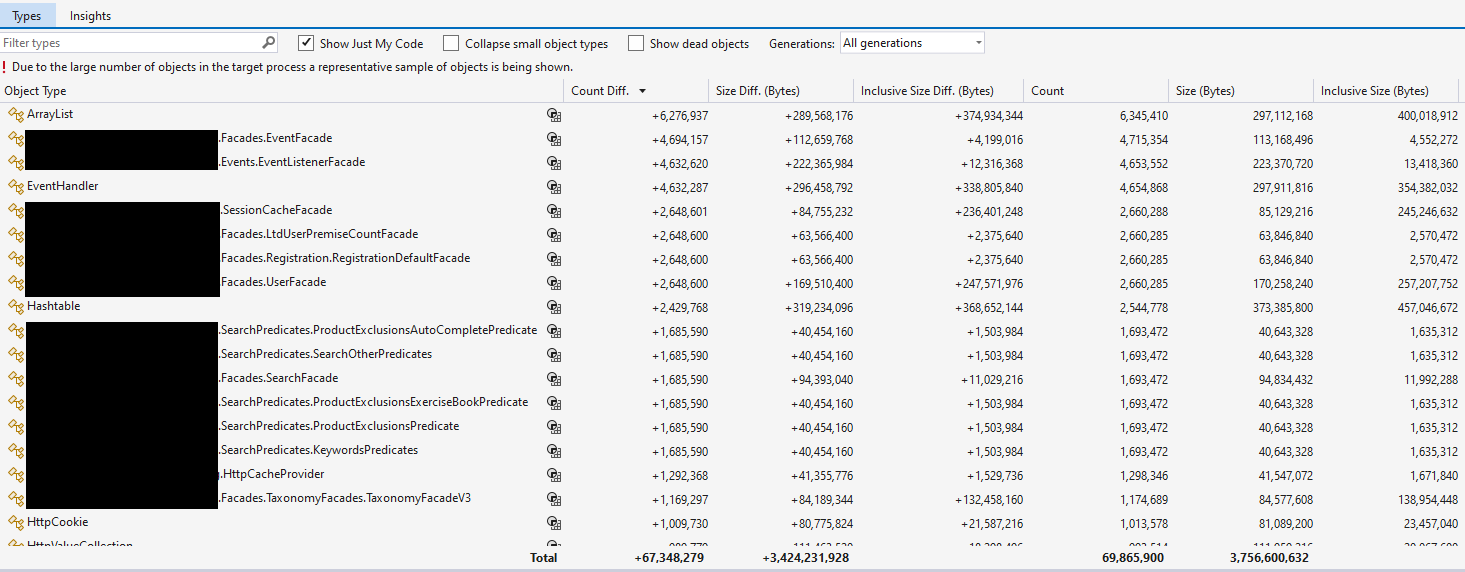 Types Insights
Filter types Show Just My Code Collapse small object types Show dead objects Generations: All generations
! Due to the large number of objects in the target process a representative sample of objects is being shown.
Object Type Count Diff. Size Diff. (Bytes) Inclusive Size Diff. (Bytes) Count Size (Bytes) Inclusive Size (Bytes)
ArrayList +6,276,937 +289,568,176 +374,934,344 6,345,410 297,112,168 400,018,912
.Facades.EventFacade +4,694,157 +112,659,768 +4,199,016 4,715,354 113,168,496 4,552,272
.Events.EventListenerFacade +4,632,620 +222,365,984 +12,316,368 4,653,552 223,370,720 13,418,360
EventHandler +4,632,287 +296,458,792 +338,805,840 4,654,868 297,911,816 354,382,032
.SessionCacheFacade +2,648,601 +84,755,232 +236,401,248 2,660,288 85,129,216 245,246,632
.Facades.LtdUserPremiseCountFacade +2,648,600 +63,566,400 +2,375,640 2,660,285 63,846,840 2,570,472
.Facades.Registration.RegistrationDefaultFacade +2,648,600 +63,566,400 +2,375,640 2,660,285 63,846,840 2,570,472
.Facades.UserFacade +2,648,600 +169,510,400 +247,571,976 2,660,285 170,258,240 257,207,752
Hashtable +2,429,768 +319,234,096 +368,652,144 2,544,778 373,385,800 457,046,672
.SearchPredicates.ProductExclusionsAutoCompletePredicate +1,685,590 +40,454,160 +1,503,984 1,693,472 40,643,328 1,635,312
.SearchPredicates.SearchOtherPredicates +1,685,590 +40,454,160 +1,503,984 1,693,472 40,643,328 1,635,312
.Facades.SearchFacade +1,685,590 +94,393,040 +11,029,216 1,693,472 94,834,432 11,992,288
.SearchPredicates.ProductExclusionsExerciseBookPredicate +1,685,590 +40,454,160 +1,503,984 1,693,472 40,643,328 1,635,312
.SearchPredicates.ProductExclusionsPredicate +1,685,590 +40,454,160 +1,503,984 1,693,472 40,643,328 1,635,312
.SearchPredicates.KeywordsPredicates +1,685,590 +40,454,160 +1,503,984 1,693,472 40,643,328 1,635,312
.HttpCacheProvider +1,292,368 +41,355,776 +1,529,736 1,298,346 41,547,072 1,671,840
.Facades.TaxonomyFacades.TaxonomyFacadeV3 +1,169,297 +84,189,344 +132,458,160 1,174,689 84,577,608 138,954,448
HttpCookie +1,009,730 +80,775,824 +21,587,216 1,013,578 81,089,200 23,457,040
HttpValueCollection
Total +67,348,279 +3,424,231,928 69,865,900 3,756,600,632